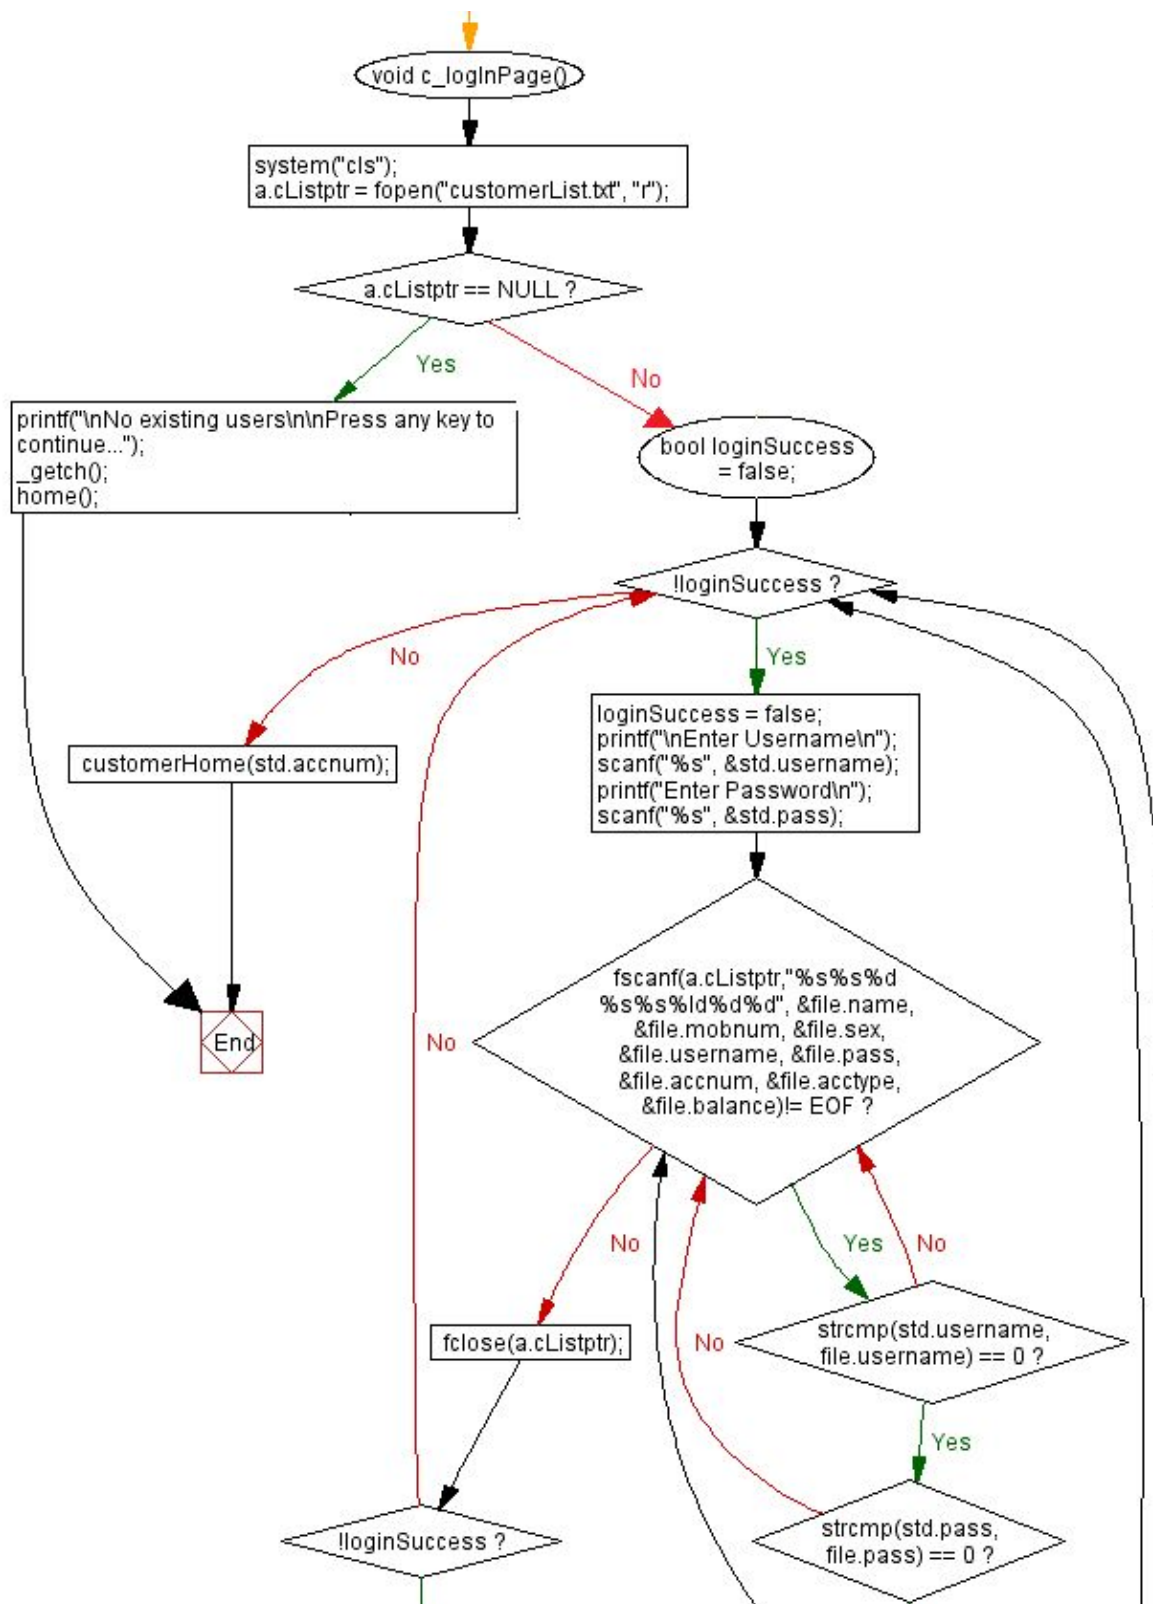 void c_logInPage()
system("cls");
a.cListptr = fopen("customerList.txt", "r");
a.cListptr == NULL ?
Yes
No
printf("\nNo existing users\n\nPress any key to
continue...");
_getch();
home();
bool loginSuccess
= false;
!loginSuccess ?
No
Yes
customerHome(std.accnum);
loginSuccess = false;
printf("\nEnter Username\n");
scanf("%s", &std.username);
printf("Enter Password\n");
scanf("%s", &std.pass);
fscanf(a.cListptr,"%s%s%d
%s%s%ld%d%d", &file.name,
&file.mobnum, &file.sex,
&file.username, &file.pass,
&file.accnum, &file.acctype,
&file.balance)!= EOF ?
End
No
No
Yes
No
fclose(a.cListptr);
strcmp(std.username,
file.username) == 0 ?
No
Yes
!loginSuccess ?
strcmp(std.pass,
file.pass) == 0 ?